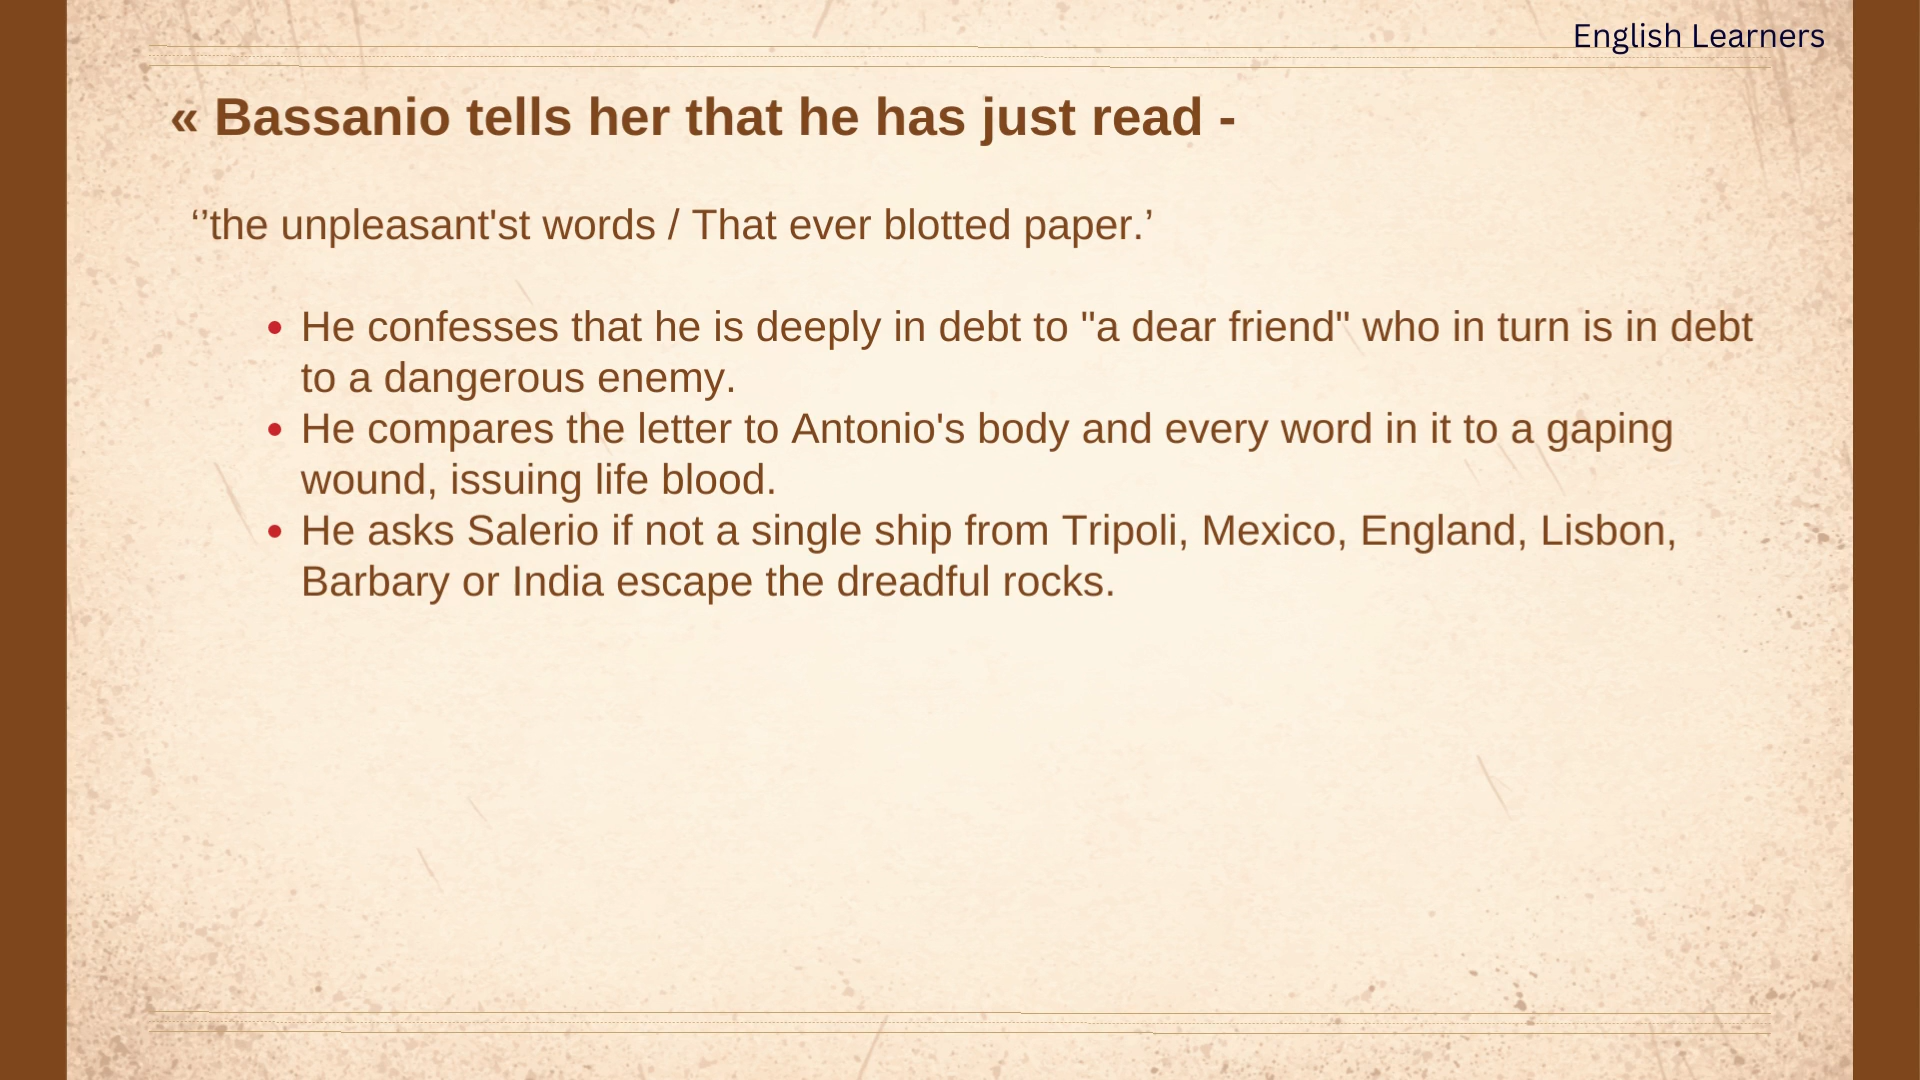 English Learners
« Bassanio tells her that he has just read -
‘’the unpleasant'st words / That ever blotted paper.’
• He confesses that he is deeply in debt to "a dear friend" who in turn is in debt
to a dangerous enemy.
• He compares the letter to Antonio's body and every word in it to a gaping
wound, issuing life blood.
• He asks Salerio if not a single ship from Tripoli, Mexico, England, Lisbon,
Barbary or India escape the dreadful rocks.